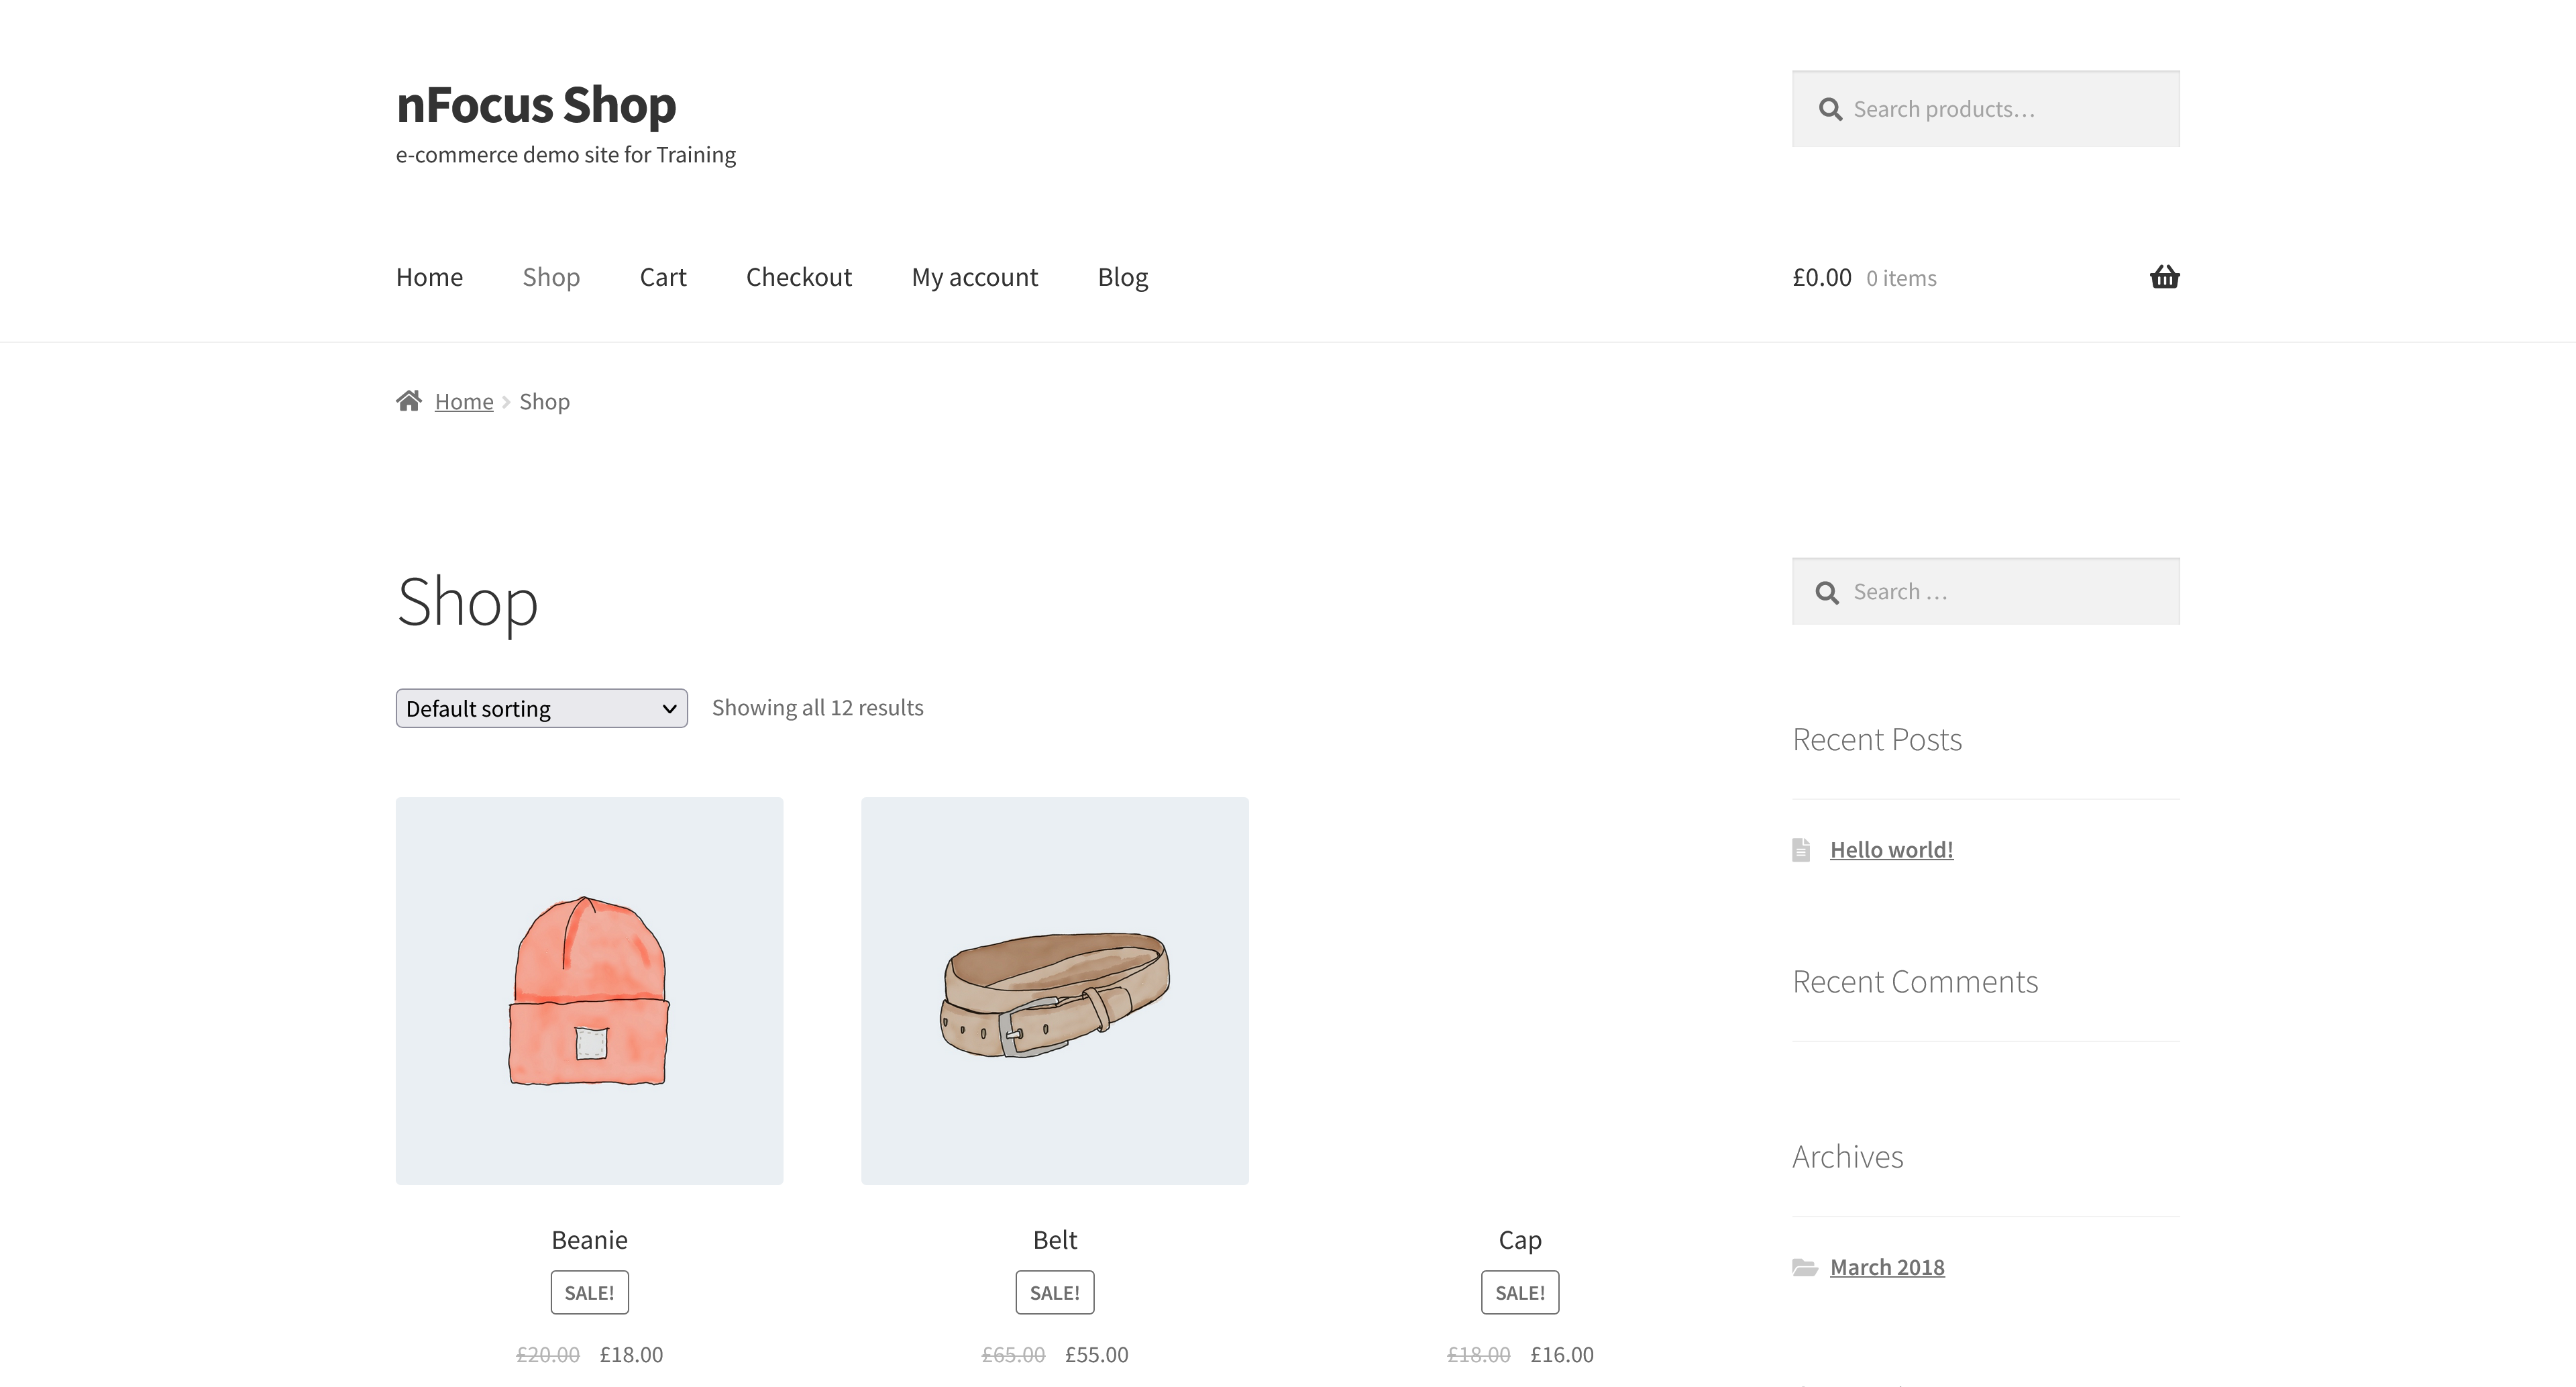 nFocus Shop
e-commerce demo site for Training
Search products…
Home Shop Cart Checkout My account Blog
£0.00 0 items
Home Shop
Shop
Default sorting
Showing all 12 results
Beanie
SALE!
£20.00 £18.00
Belt
SALE!
£65.00 £55.00
Cap
SALE!
£18.00 £16.00
Search …
Recent Posts
Hello world!
Recent Comments
Archives
March 2018